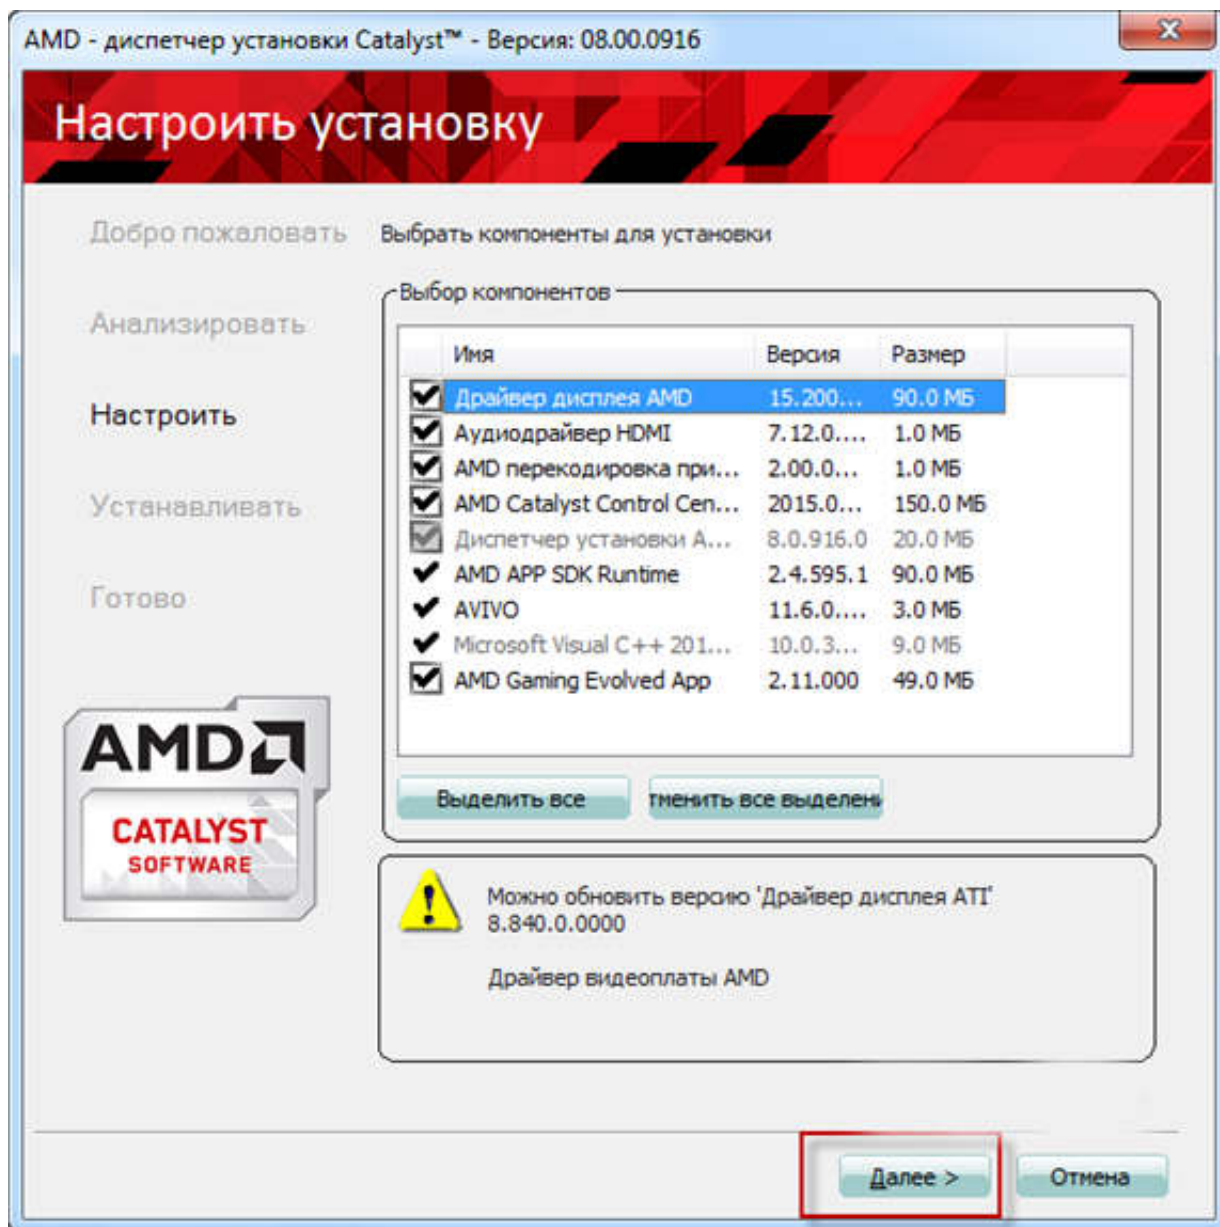 AMD - диспетчер установки Catalyst™ - Версия: 08.00.0916
Настроить установку
Добро пожаловать
Анализировать
Настроить
Устанавливать
Готово
AMD
CATALYST
SOFTWARE
Выбрать компоненты для установки
Выбор компонентов
Имя Версия Размер
Драйвер дисплея AMD 15.200... 90.0 МБ
Аудиодрайвер HDMI 7.12.0.... 1.0 МБ
AMD перекодировка при... 2.00.0... 1.0 МБ
AMD Catalyst Control Cen... 2015.0... 150.0 МБ
Диспетчер установки A... 8.0.916.0 20.0 МБ
AMD APP SDK Runtime 2.4.595.1 90.0 МБ
AVIVO 11.6.0.... 3.0 МБ
Microsoft Visual C++ 201... 10.0.3... 9.0 МБ
AMD Gaming Evolved App 2.11.000 49.0 МБ
Выделить все тменить все выделени
Можно обновить версию 'Драйвер дисплея ATI'
8.840.0.0000
Драйвер видеоплаты AMD
Далее > Отмена